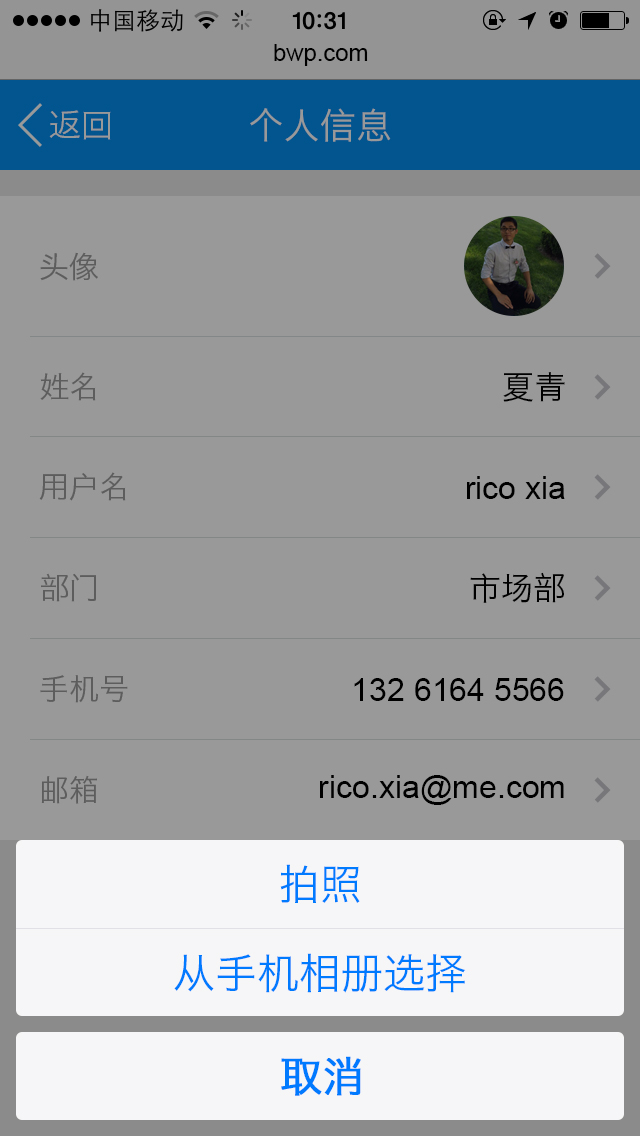 中国移动 10:31
bwp.com
返回 个人信息
头像
姓名 夏青
用户名 rico xia
部门 市场部
手机号 132 6164 5566
邮箱 rico.xia@me.com
拍照
从手机相册选择
取消